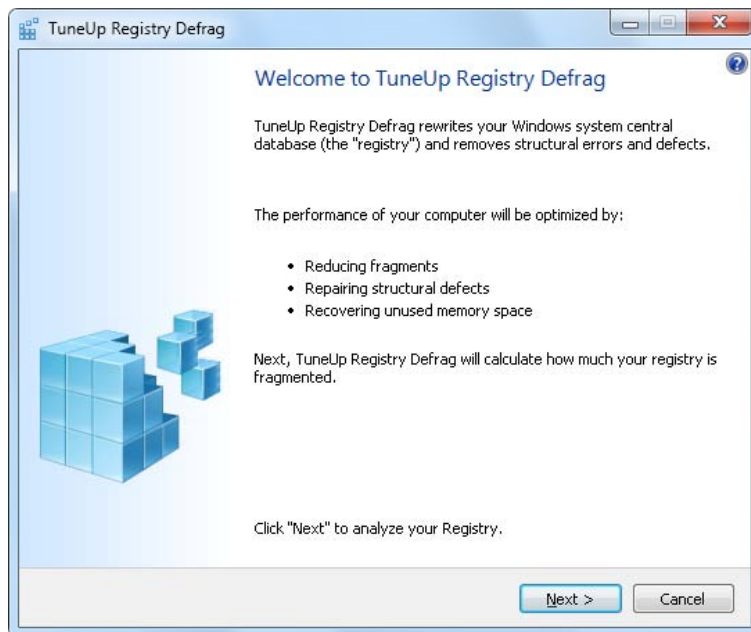 TuneUp Registry Defrag
Welcome to TuneUp Registry Defrag
TuneUp Registry Defrag rewrites your Windows system central
database (the "registry") and removes structural errors and defects.
The performance of your computer will be optimized by:
• Reducing fragments
• Repairing structural defects
• Recovering unused memory space
Next, TuneUp Registry Defrag will calculate how much your registry is
fragmented.
Click "Next" to analyze your Registry.
Next >
Cancel